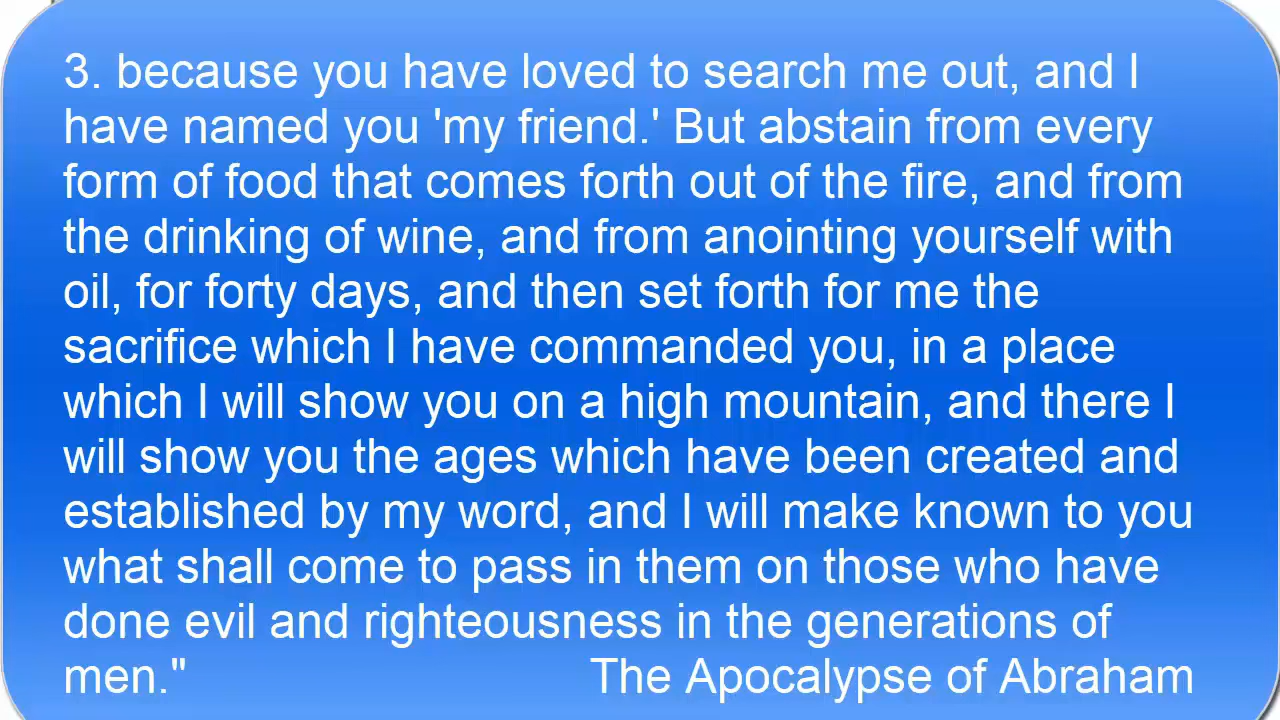 3. because you have loved to search me out, and I
have named you 'my friend.' But abstain from every
form of food that comes forth out of the fire, and from
the drinking of wine, and from anointing yourself with
oil, for forty days, and then set forth for me the
sacrifice which I have commanded you, in a place
which I will show you on a high mountain, and there I
will show you the ages which have been created and
established by my word, and I will make known to you
what shall come to pass in them on those who have
done evil and righteousness in the generations of
men." The Apocalypse of Abraham